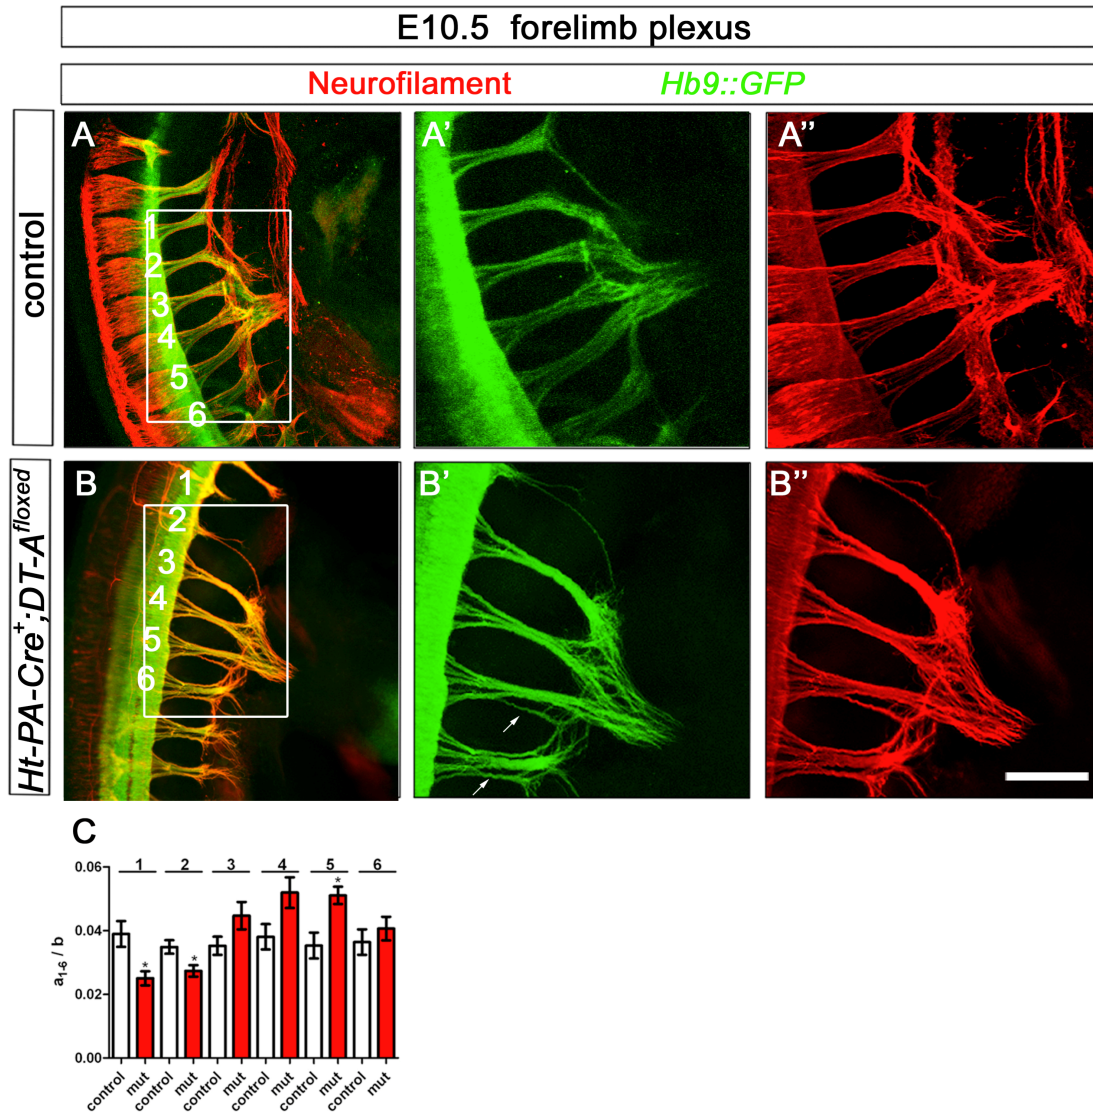 E10.5 forelimb plexus
Neurofilament Hb9::GFP
control
A A' A''
1
2
3
4
5
6
Ht-PA-Cre+;DT-Afloxed
B B' B''
1
2
3
4
5
6
C
1 2 3 4 5 6
0.06
0.04
0.02
0.00
a1-6 / b
* * *
control mut control mut control mut control mut control mut control mut